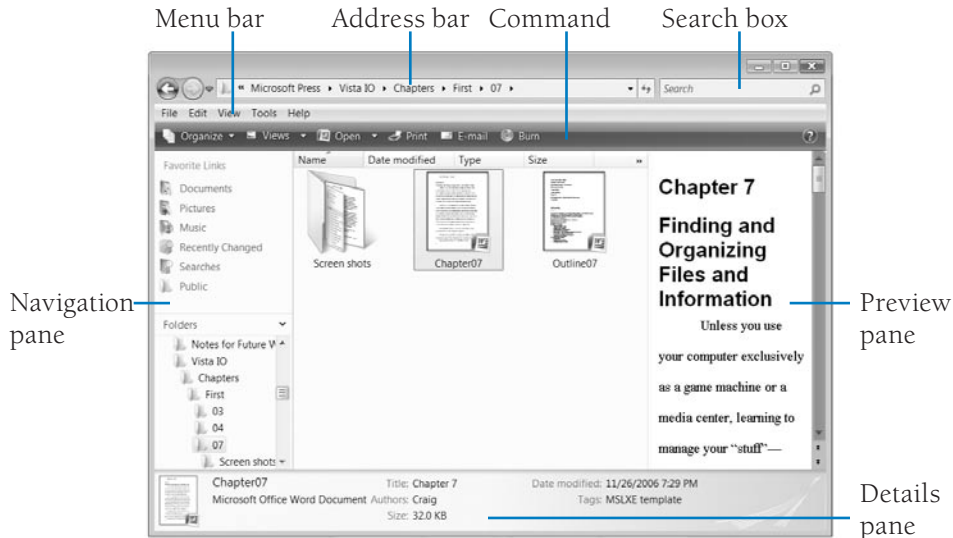 Menu bar
Address bar
Command
Search box
« Microsoft Press ▸ Vista IO ▸ Chapters ▸ First ▸ 07 ▸
Search
File Edit View Tools Help
Organize Views Open Print E-mail Burn ?
Favorite Links
Documents
Pictures
Music
Recently Changed
Searches
Public
Folders
Notes for Future W
Vista IO
Chapters
First
03
04
07
Screen shots
Name Date modified Type Size »
Screen shots
Chapter07
Outline07
Chapter 7
Finding and
Organizing
Files and
Information
Unless you use
your computer exclusively
as a game machine or a
media center, learning to
manage your “stuff”—
Navigation
pane
Preview
pane
Chapter07
Microsoft Office Word Document
Title: Chapter 7
Authors: Craig
Size: 32.0 KB
Date modified: 11/26/2006 7:29 PM
Tags: MSLXE template
Details
pane